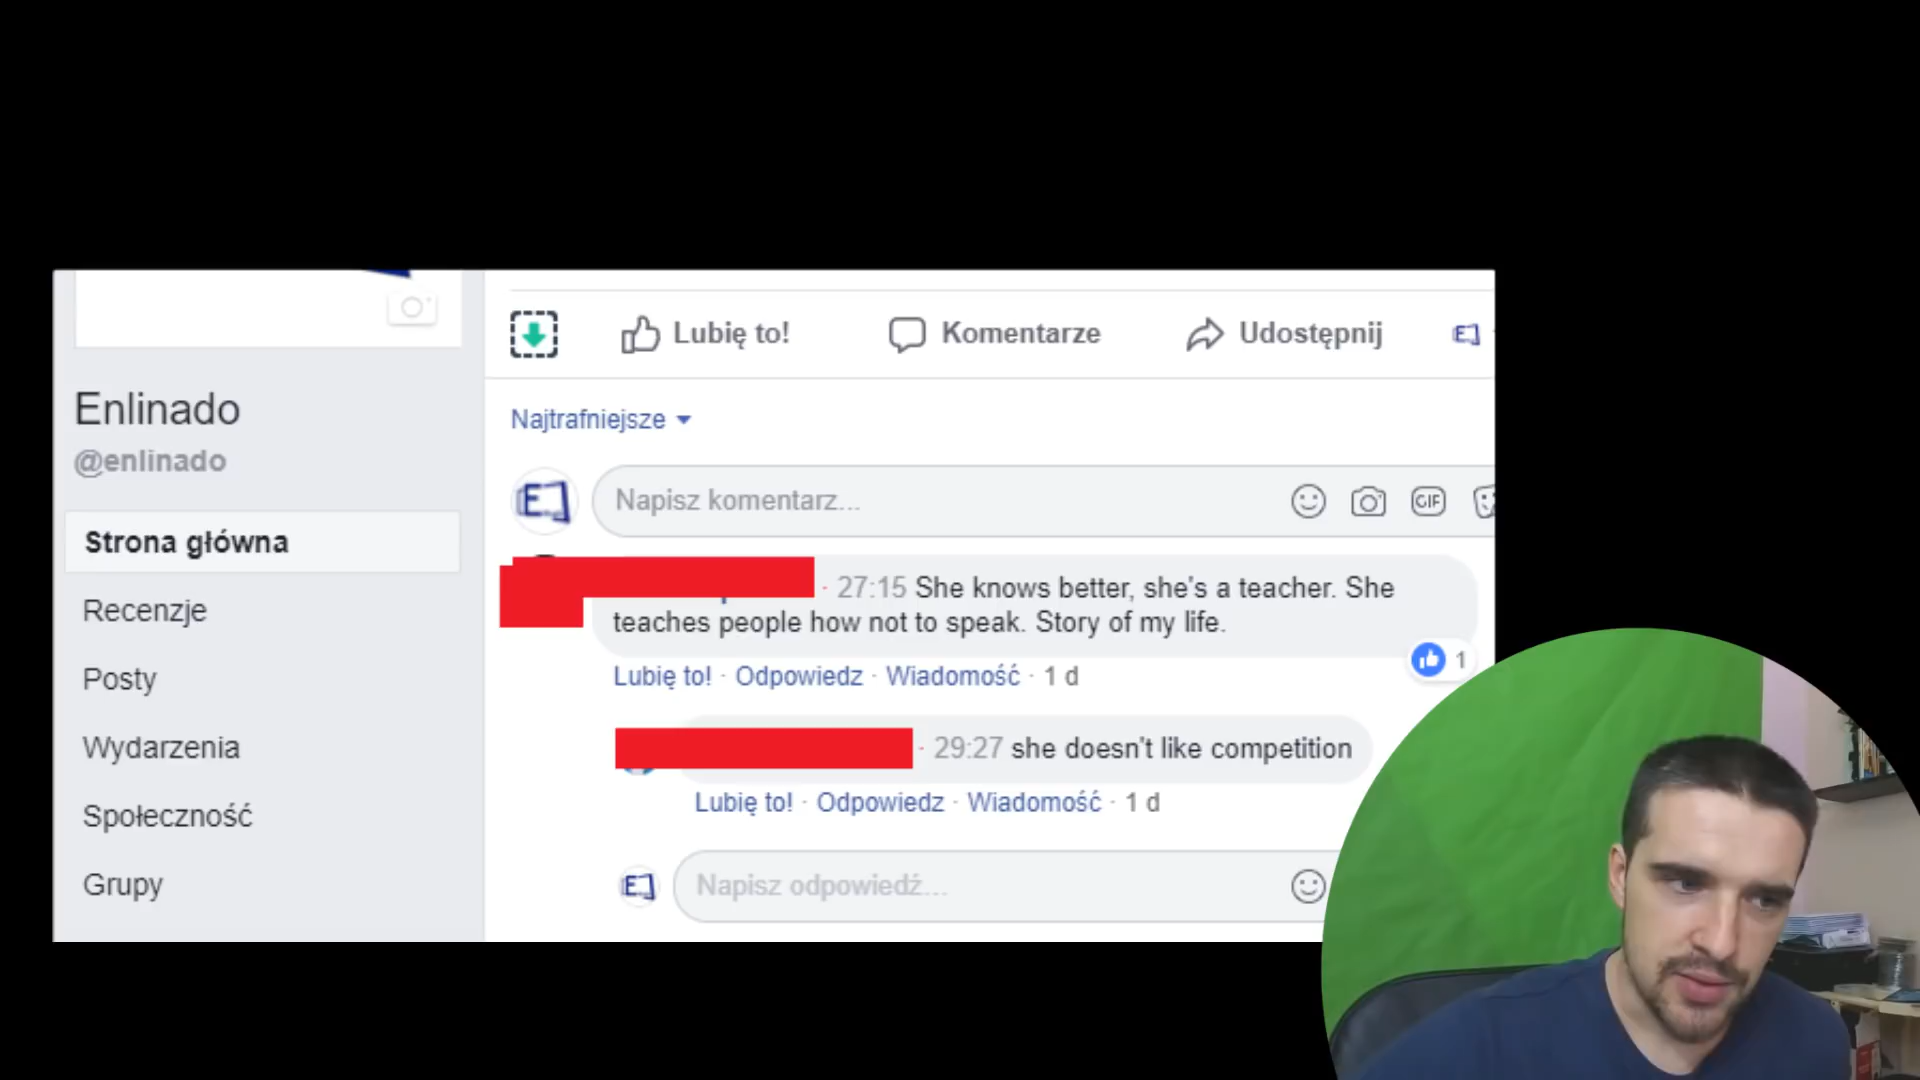 Lubię to!
Komentarze
Udostępnij
Enlinado
@enlinado
Najtrafniejsze
Napisz komentarz...
GIF
Strona główna
Recenzje
Posty
Wydarzenia
Społeczność
Grupy
· 27:15 She knows better, she's a teacher. She
teaches people how not to speak. Story of my life.
1
Lubię to! · Odpowiedz · Wiadomość · 1 d
· 29:27 she doesn't like competition
Lubię to! · Odpowiedz · Wiadomość · 1 d
Napisz odpowiedź...